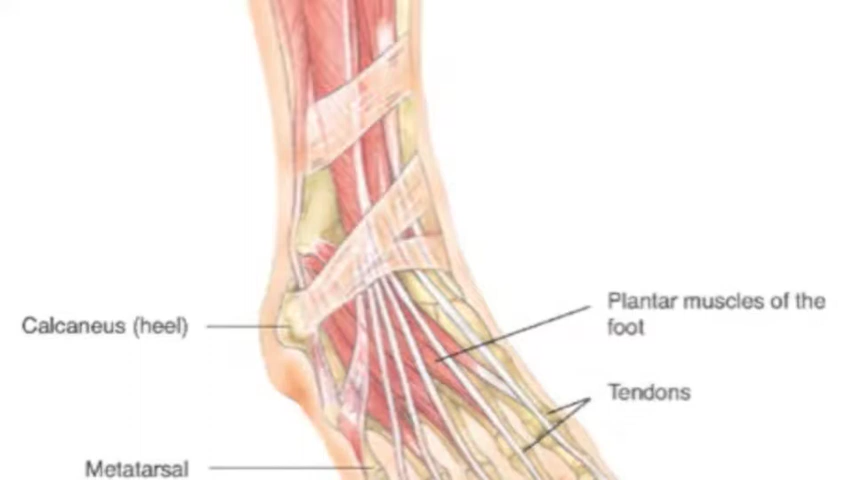 Plantar muscles of the
foot
Calcaneus (heel)
Tendons
Metatarsal